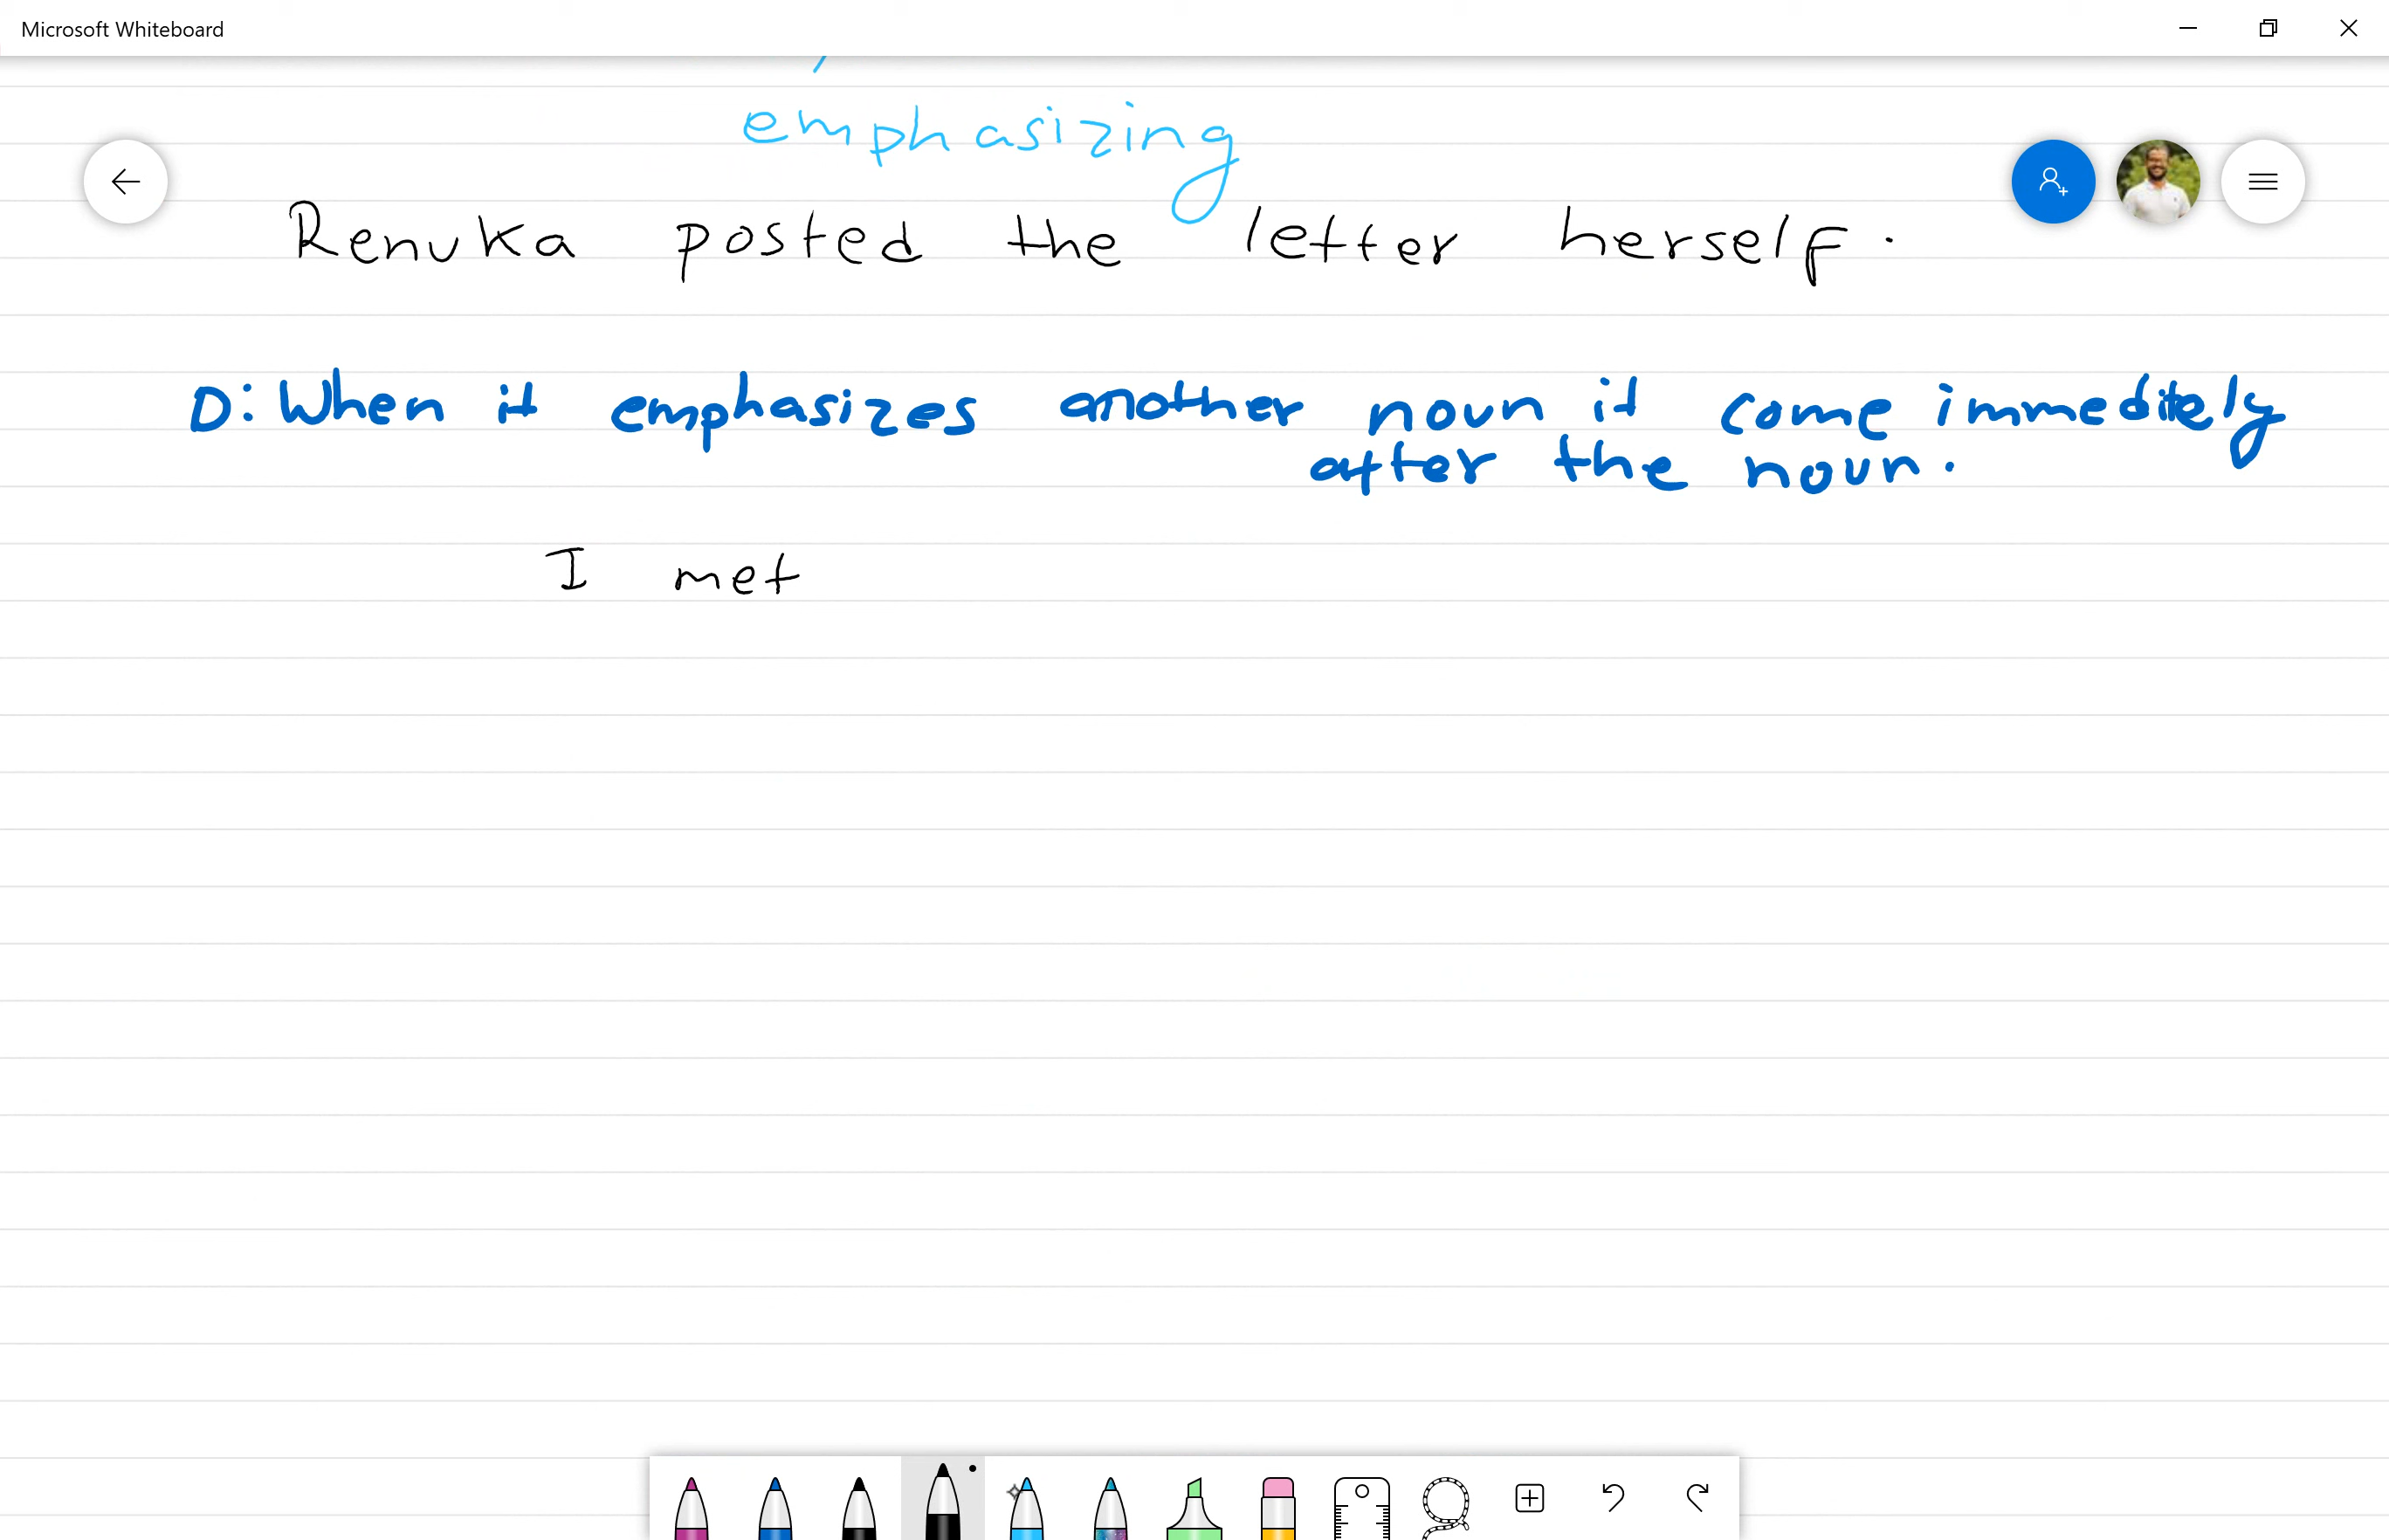 Microsoft Whiteboard
emphasizing
Renuka posted the letter herself.
D: When it emphasizes another noun it come immeditely
after the noun.
I met